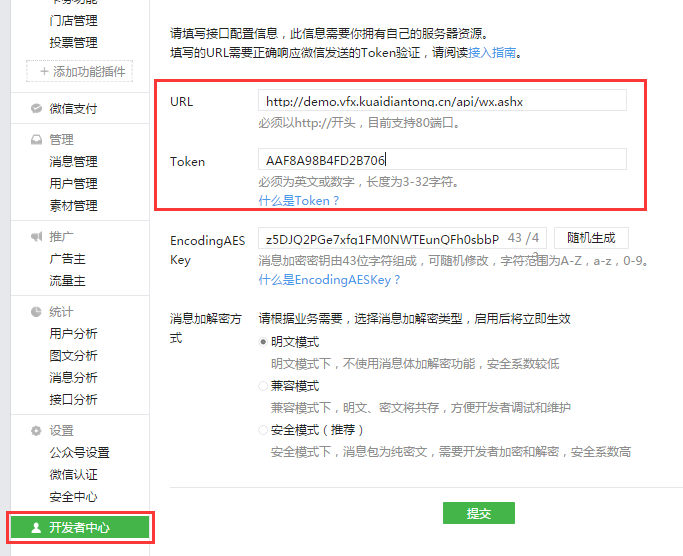 门店管理
投票管理
+ 添加功能插件
微信支付
管理
消息管理
用户管理
素材管理
推广
广告主
流量主
统计
用户分析
图文分析
消息分析
接口分析
设置
公众号设置
微信认证
安全中心
开发者中心
请填写接口配置信息，此信息需要你拥有自己的服务器资源。
填写的URL需要正确响应微信发送的Token验证，请阅读接入指南。
URL
http://demo.vfx.kuaidiantong.cn/api/wx.ashx
必须以http://开头，目前支持80端口。
Token
AAF8A98B4FD2B706
必须为英文或数字，长度为3-32字符。
什么是Token？
EncodingAESKey
z5DJQ2PGe7xfq1FM0NWTEunQFh0sbbP
43 /4
3
随机生成
消息加密密钥由43位字符组成，可随机修改，字符范围为A-Z，a-z，0-9。
什么是EncodingAESKey？
消息加解密方式
请根据业务需要，选择消息加解密类型，启用后将立即生效
明文模式
明文模式下，不使用消息体加解密功能，安全系数较低
兼容模式
兼容模式下，明文、密文将共存，方便开发者调试和维护
安全模式（推荐）
安全模式下，消息包为纯密文，需要开发者加密和解密，安全系数高
提交